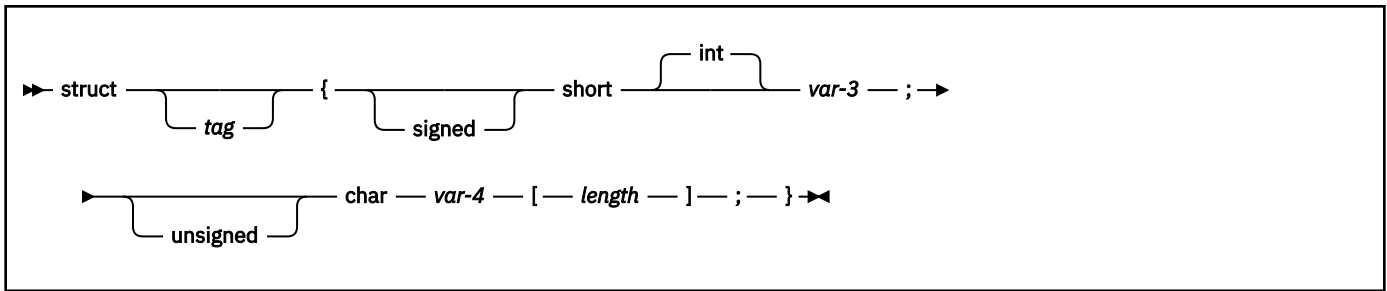 int
struct { short var-3 ;
tag signed
char var-4 [ length ] ; }
unsigned